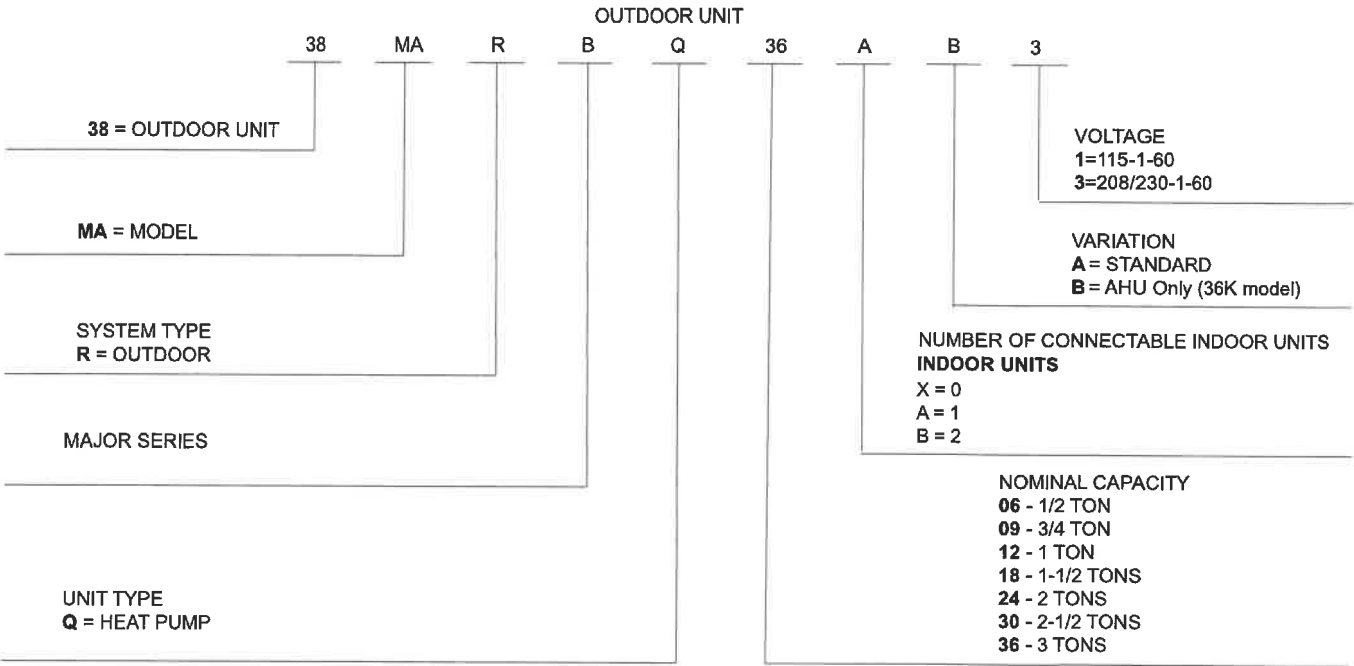 OUTDOOR UNIT
38 MA R B Q 36 A B 3
38 = OUTDOOR UNIT
MA = MODEL
SYSTEM TYPE
R = OUTDOOR
MAJOR SERIES
UNIT TYPE
Q = HEAT PUMP
VOLTAGE
1=115-1-60
3=208/230-1-60
VARIATION
A = STANDARD
B = AHU Only (36K model)
NUMBER OF CONNECTABLE INDOOR UNITS
INDOOR UNITS
X = 0
A = 1
B = 2
NOMINAL CAPACITY
06 - 1/2 TON
09 - 3/4 TON
12 - 1 TON
18 - 1-1/2 TONS
24 - 2 TONS
30 - 2-1/2 TONS
36 - 3 TONS